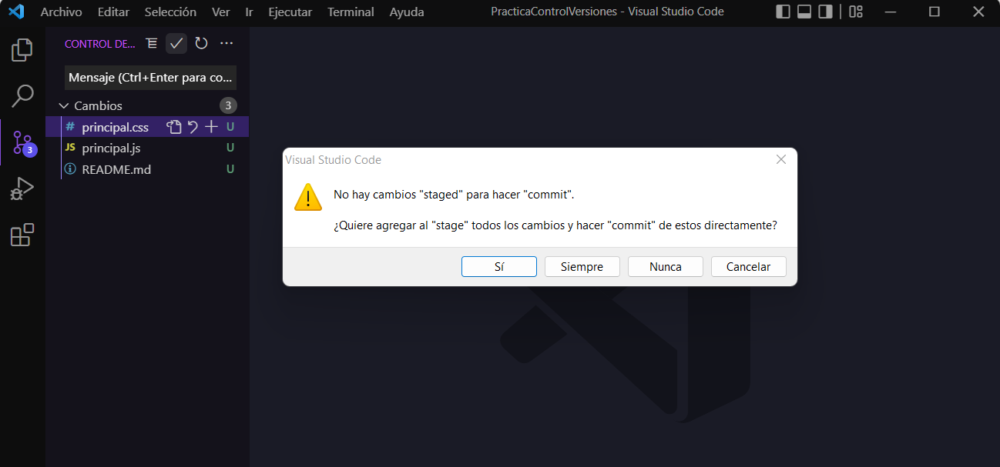 Archivo Editar Selección Ver Ir Ejecutar Terminal Ayuda PracticaControlVersiones - Visual Studio Code
CONTROL DE...
Mensaje (Ctrl+Enter para co...
Cambios 3
# principal.css U
JS principal.js U
README.md U
3
Visual Studio Code
No hay cambios "staged" para hacer "commit".
¿Quiere agregar al "stage" todos los cambios y hacer "commit" de estos directamente?
Sí Siempre Nunca Cancelar